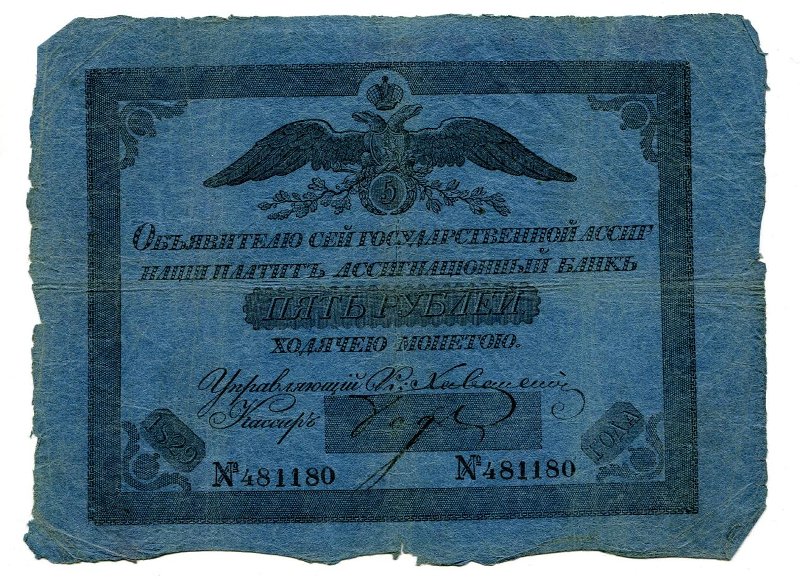 5
Объявителю сей государственной ассиг
націи платитъ ассигнаціонный банкъ
ПЯТЬ РУБЛЕЙ
ходячею монетою.
Управляющій
Кассиръ
1829 ГОДА
№481180 №481180